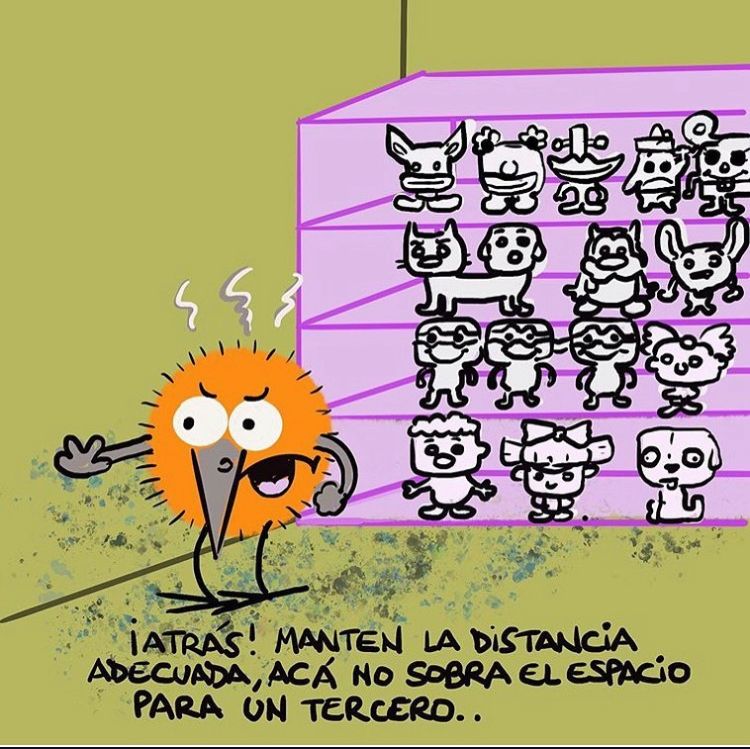 ¡ATRÁS! MANTEN LA DISTANCIA
ADECUADA, ACÁ NO SOBRA EL ESPACIO
PARA UN TERCERO..